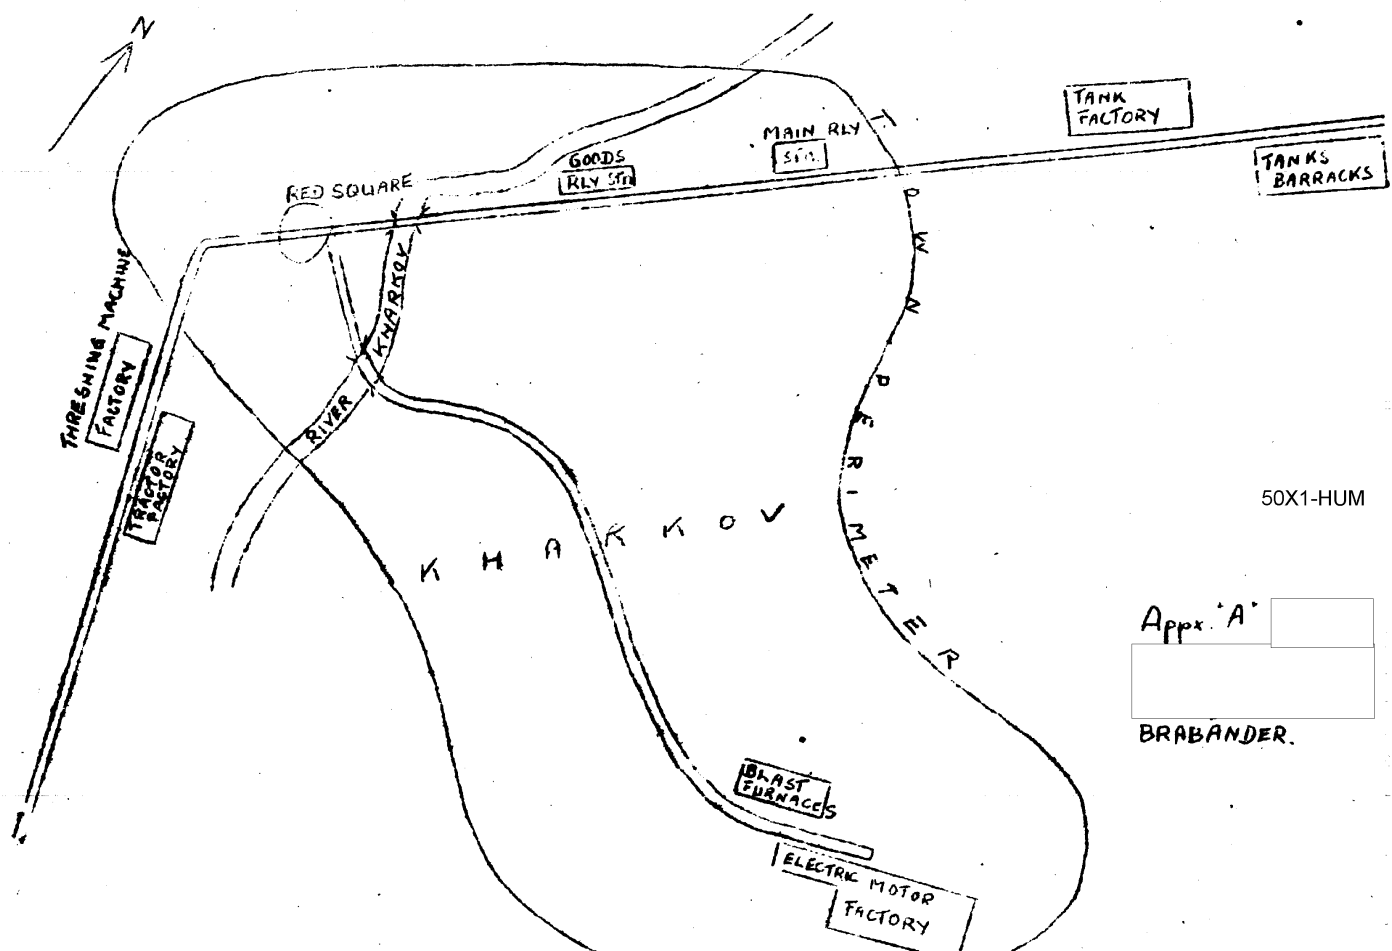 N
TANK
FACTORY
MAIN RLY
STN.
GOODS
RLY STN
TANKS
BARRACKS
RED SQUARE
TOWN PERIMETER
THRESHING MACHINE
FACTORY
RIVER KHARKOV
TRACTOR
FACTORY
50X1-HUM
KHARKOV
Appx. "A"
BRABANDER.
BLAST
FURNACES
ELECTRIC MOTOR
FACTORY